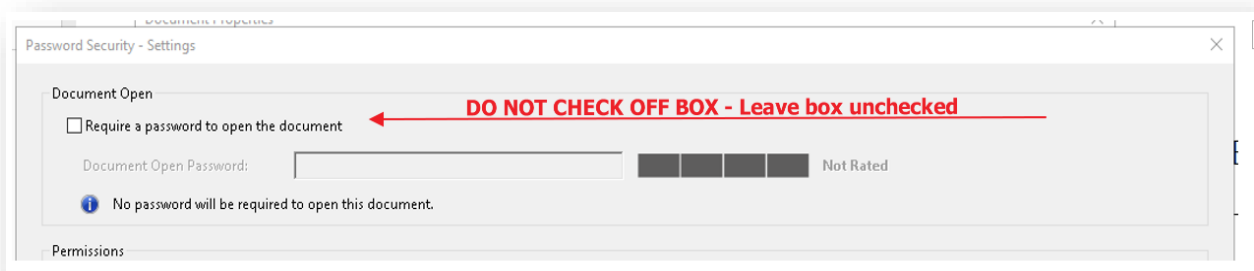 Document Properties
Password Security - Settings
Document Open
DO NOT CHECK OFF BOX - Leave box unchecked
Require a password to open the document
Document Open Password:
Not Rated
No password will be required to open this document.
Permissions